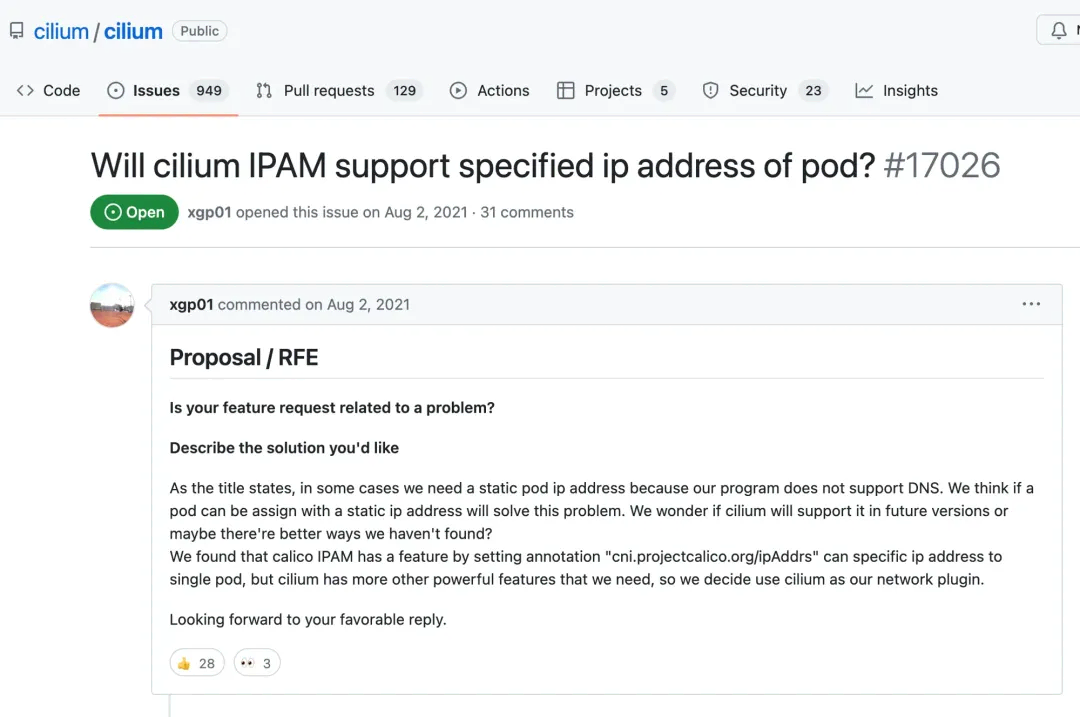 cilium / cilium Public
Code Issues 949 Pull requests 129 Actions Projects 5 Security 23 Insights
Will cilium IPAM support specified ip address of pod? #17026
Open xgp01 opened this issue on Aug 2, 2021 · 31 comments
xgp01 commented on Aug 2, 2021
Proposal / RFE
Is your feature request related to a problem?
Describe the solution you'd like
As the title states, in some cases we need a static pod ip address because our program does not support DNS. We think if a
pod can be assign with a static ip address will solve this problem. We wonder if cilium will support it in future versions or
maybe there're better ways we haven't found?
We found that calico IPAM has a feature by setting annotation "cni.projectcalico.org/ipAddrs" can specific ip address to
single pod, but cilium has more other powerful features that we need, so we decide use cilium as our network plugin.
Looking forward to your favorable reply.
28 3